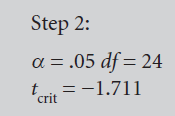 Step 2:
α = .05 df = 24
t_crit = −1.711